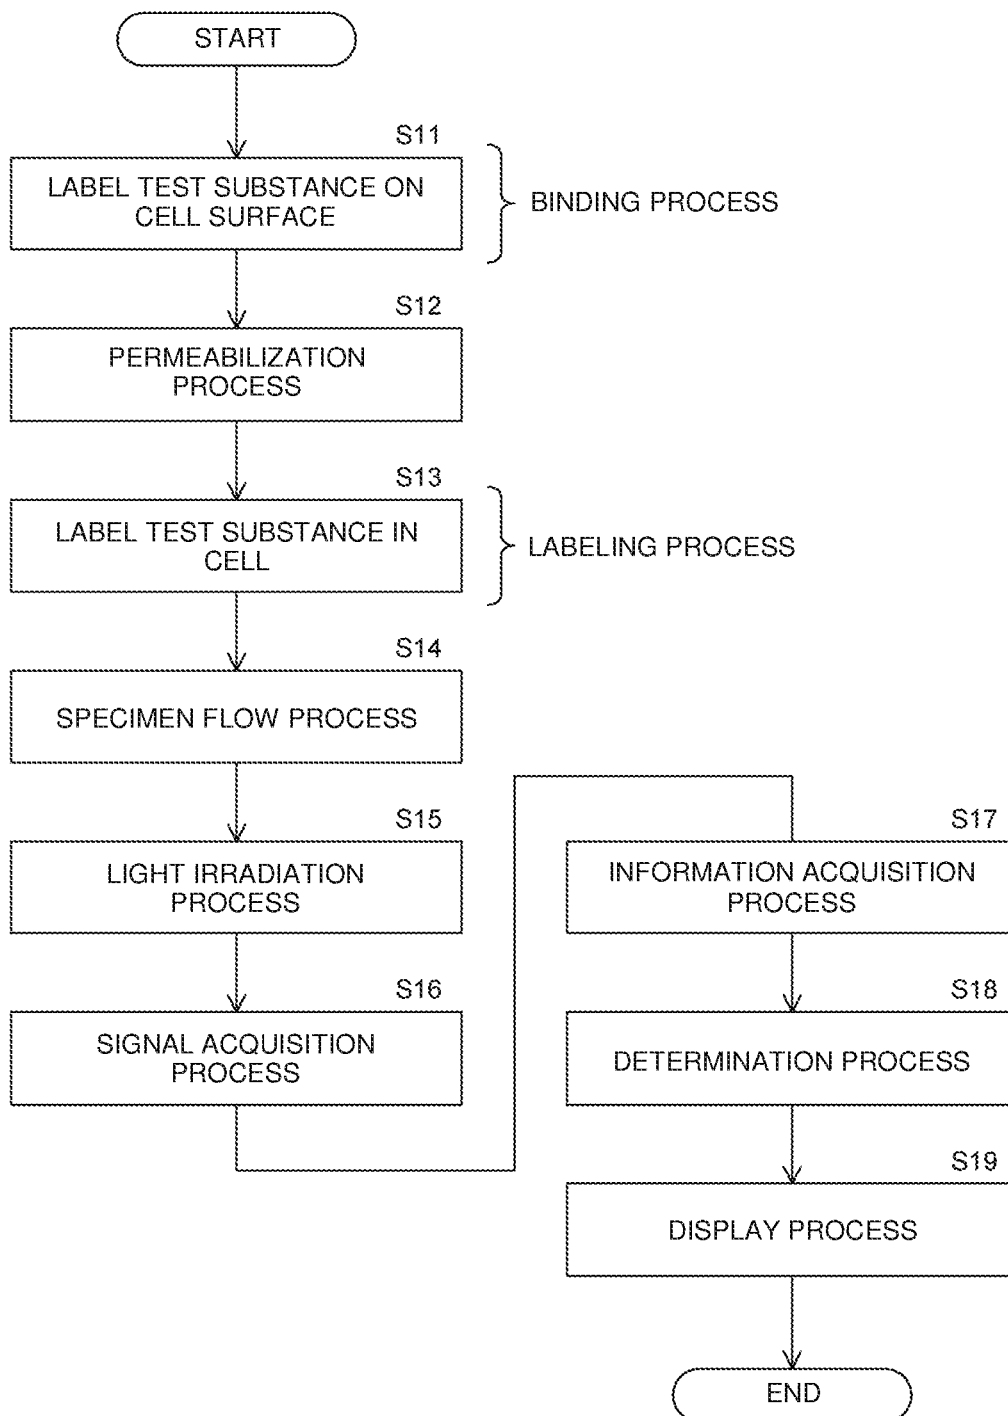 START
S11
LABEL TEST SUBSTANCE ON
CELL SURFACE
BINDING PROCESS
S12
PERMEABILIZATION
PROCESS
S13
LABEL TEST SUBSTANCE IN
CELL
LABELING PROCESS
S14
SPECIMEN FLOW PROCESS
S15
LIGHT IRRADIATION
PROCESS
S16
SIGNAL ACQUISITION
PROCESS
S17
INFORMATION ACQUISITION
PROCESS
S18
DETERMINATION PROCESS
S19
DISPLAY PROCESS
END